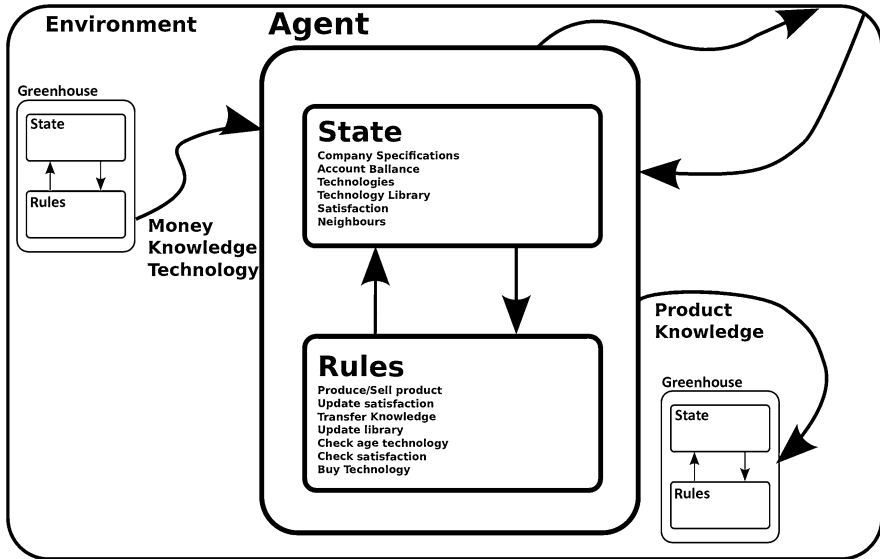 Environment
Agent
Greenhouse
State
Rules
Money
Knowledge
Technology
State
Company Specifications
Account Ballance
Technologies
Technology Library
Satisfaction
Neighbours
Rules
Produce/Sell product
Update satisfaction
Transfer Knowledge
Update library
Check age technology
Check satisfaction
Buy Technology
Product
Knowledge
Greenhouse
State
Rules